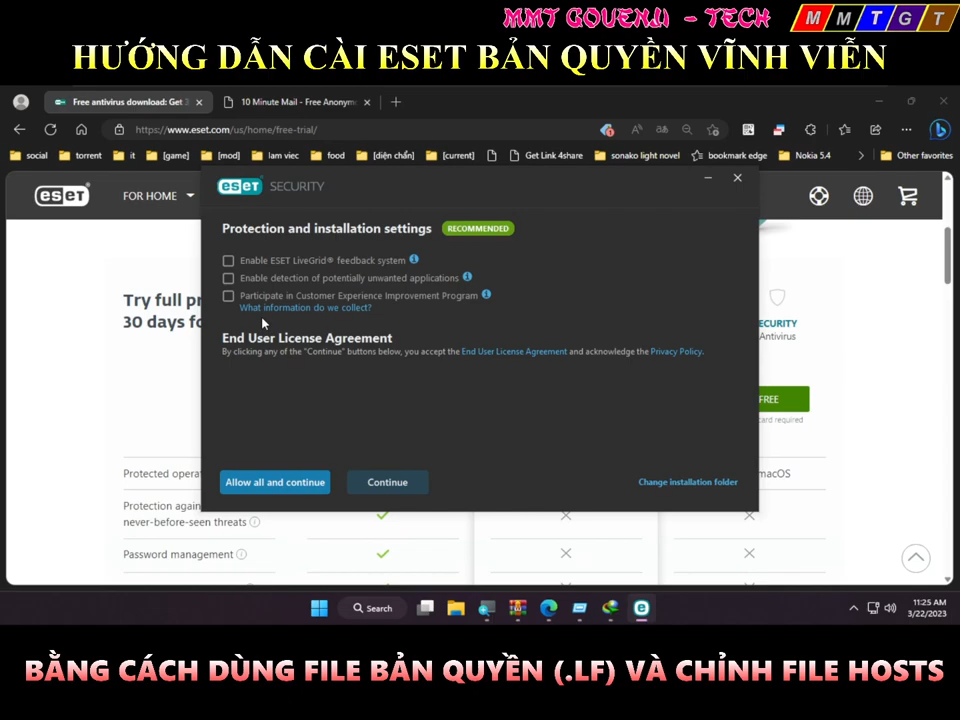 MMT GOUENJI - TECH
M M T G T
HƯỚNG DẪN CÀI ESET BẢN QUYỀN VĨNH VIỄN
Free antivirus download: Get 3
10 Minute Mail - Free Anonym
https://www.eset.com/us/home/free-trial/
social
torrent
it
[game]
[mod]
lam viec
food
[diện chẩn]
[current]
Get Link 4share
sonako light novel
bookmark edge
Nokia 5.4
Other favorites
eset
FOR HOME
eset SECURITY
Protection and installation settings RECOMMENDED
Enable ESET LiveGrid® feedback system
Enable detection of potentially unwanted applications
Participate in Customer Experience Improvement Program
What information do we collect?
Try full pr
30 days fo
ECURITY
Antivirus
End User License Agreement
By clicking any of the "Continue" buttons below, you accept the End User License Agreement and acknowledge the Privacy Policy.
FREE
card required
Protected opera
macOS
Allow all and continue
Continue
Change installation folder
Protection again
never-before-seen threats
Password management
Search
11:25 AM
3/22/2023
BẰNG CÁCH DÙNG FILE BẢN QUYỀN (.LF) VÀ CHỈNH FILE HOSTS